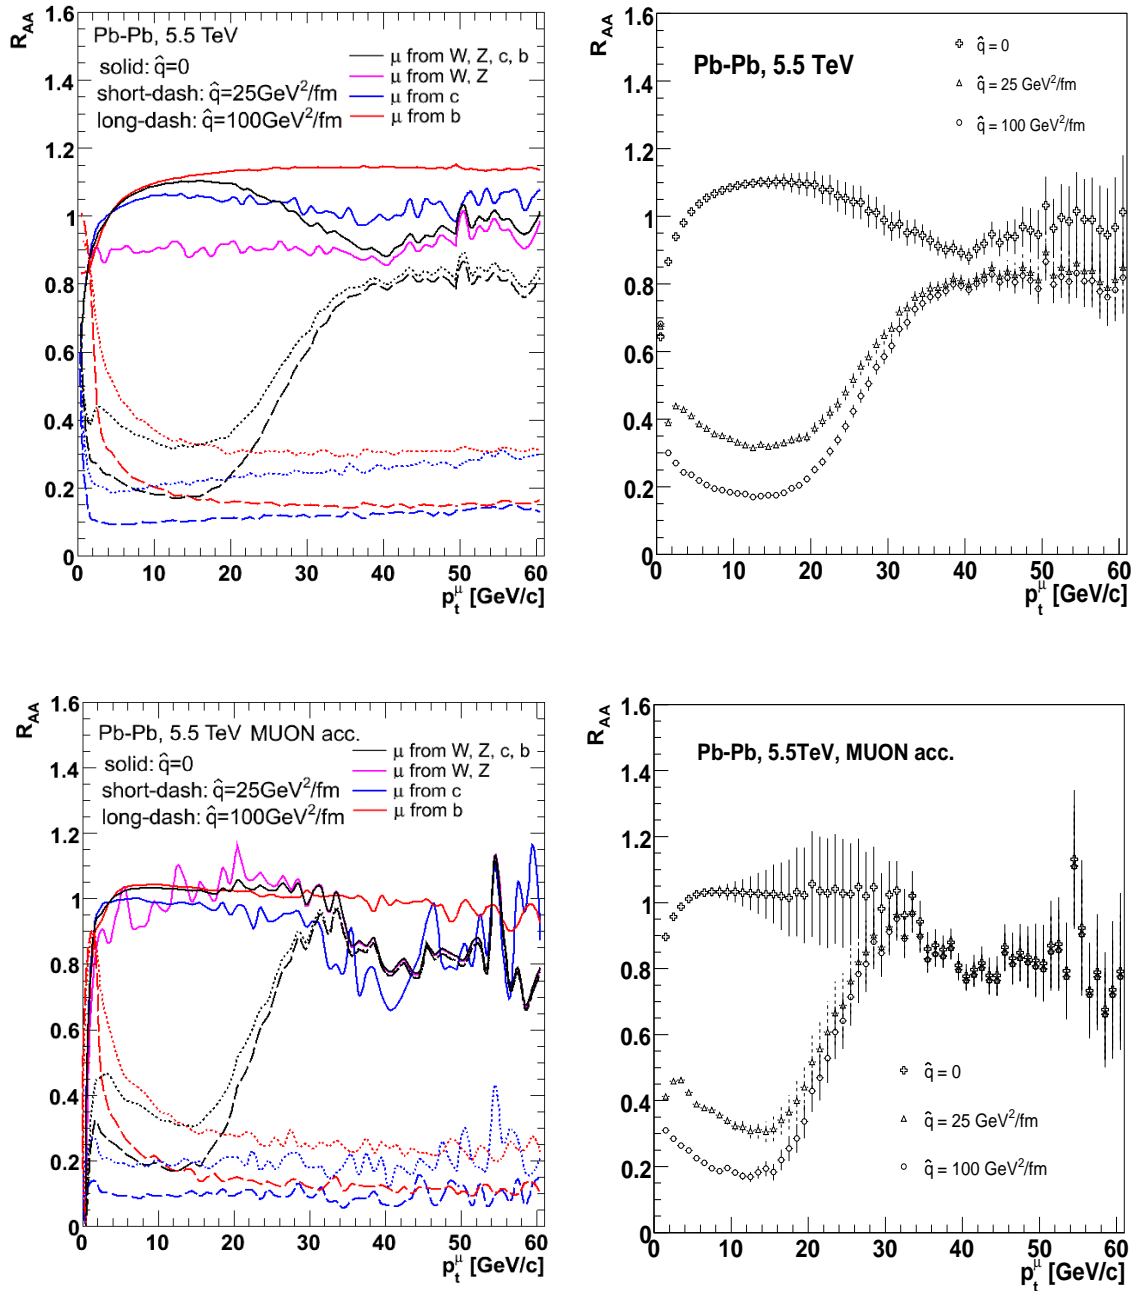 R_AA
1.6
1.4
1.2
1
0.8
0.6
0.4
0.2
0
Pb-Pb, 5.5 TeV
solid: q̂=0
short-dash: q̂=25GeV²/fm
long-dash: q̂=100GeV²/fm
μ from W, Z, c, b
μ from W, Z
μ from c
μ from b
0 10 20 30 40 50 60
p_t^μ [GeV/c]
R_AA
1.6
1.4
1.2
1
0.8
0.6
0.4
0.2
0
Pb-Pb, 5.5 TeV
q̂ = 0
q̂ = 25 GeV²/fm
q̂ = 100 GeV²/fm
0 10 20 30 40 50 60
p_t^μ [GeV/c]
R_AA
1.6
1.4
1.2
1
0.8
0.6
0.4
0.2
0
Pb-Pb, 5.5 TeV MUON acc.
solid: q̂=0
short-dash: q̂=25GeV²/fm
long-dash: q̂=100GeV²/fm
μ from W, Z, c, b
μ from W, Z
μ from c
μ from b
0 10 20 30 40 50 60
p_t^μ [GeV/c]
R_AA
1.6
1.4
1.2
1
0.8
0.6
0.4
0.2
0
Pb-Pb, 5.5TeV, MUON acc.
q̂ = 0
q̂ = 25 GeV²/fm
q̂ = 100 GeV²/fm
0 10 20 30 40 50 60
p_t^μ [GeV/c]